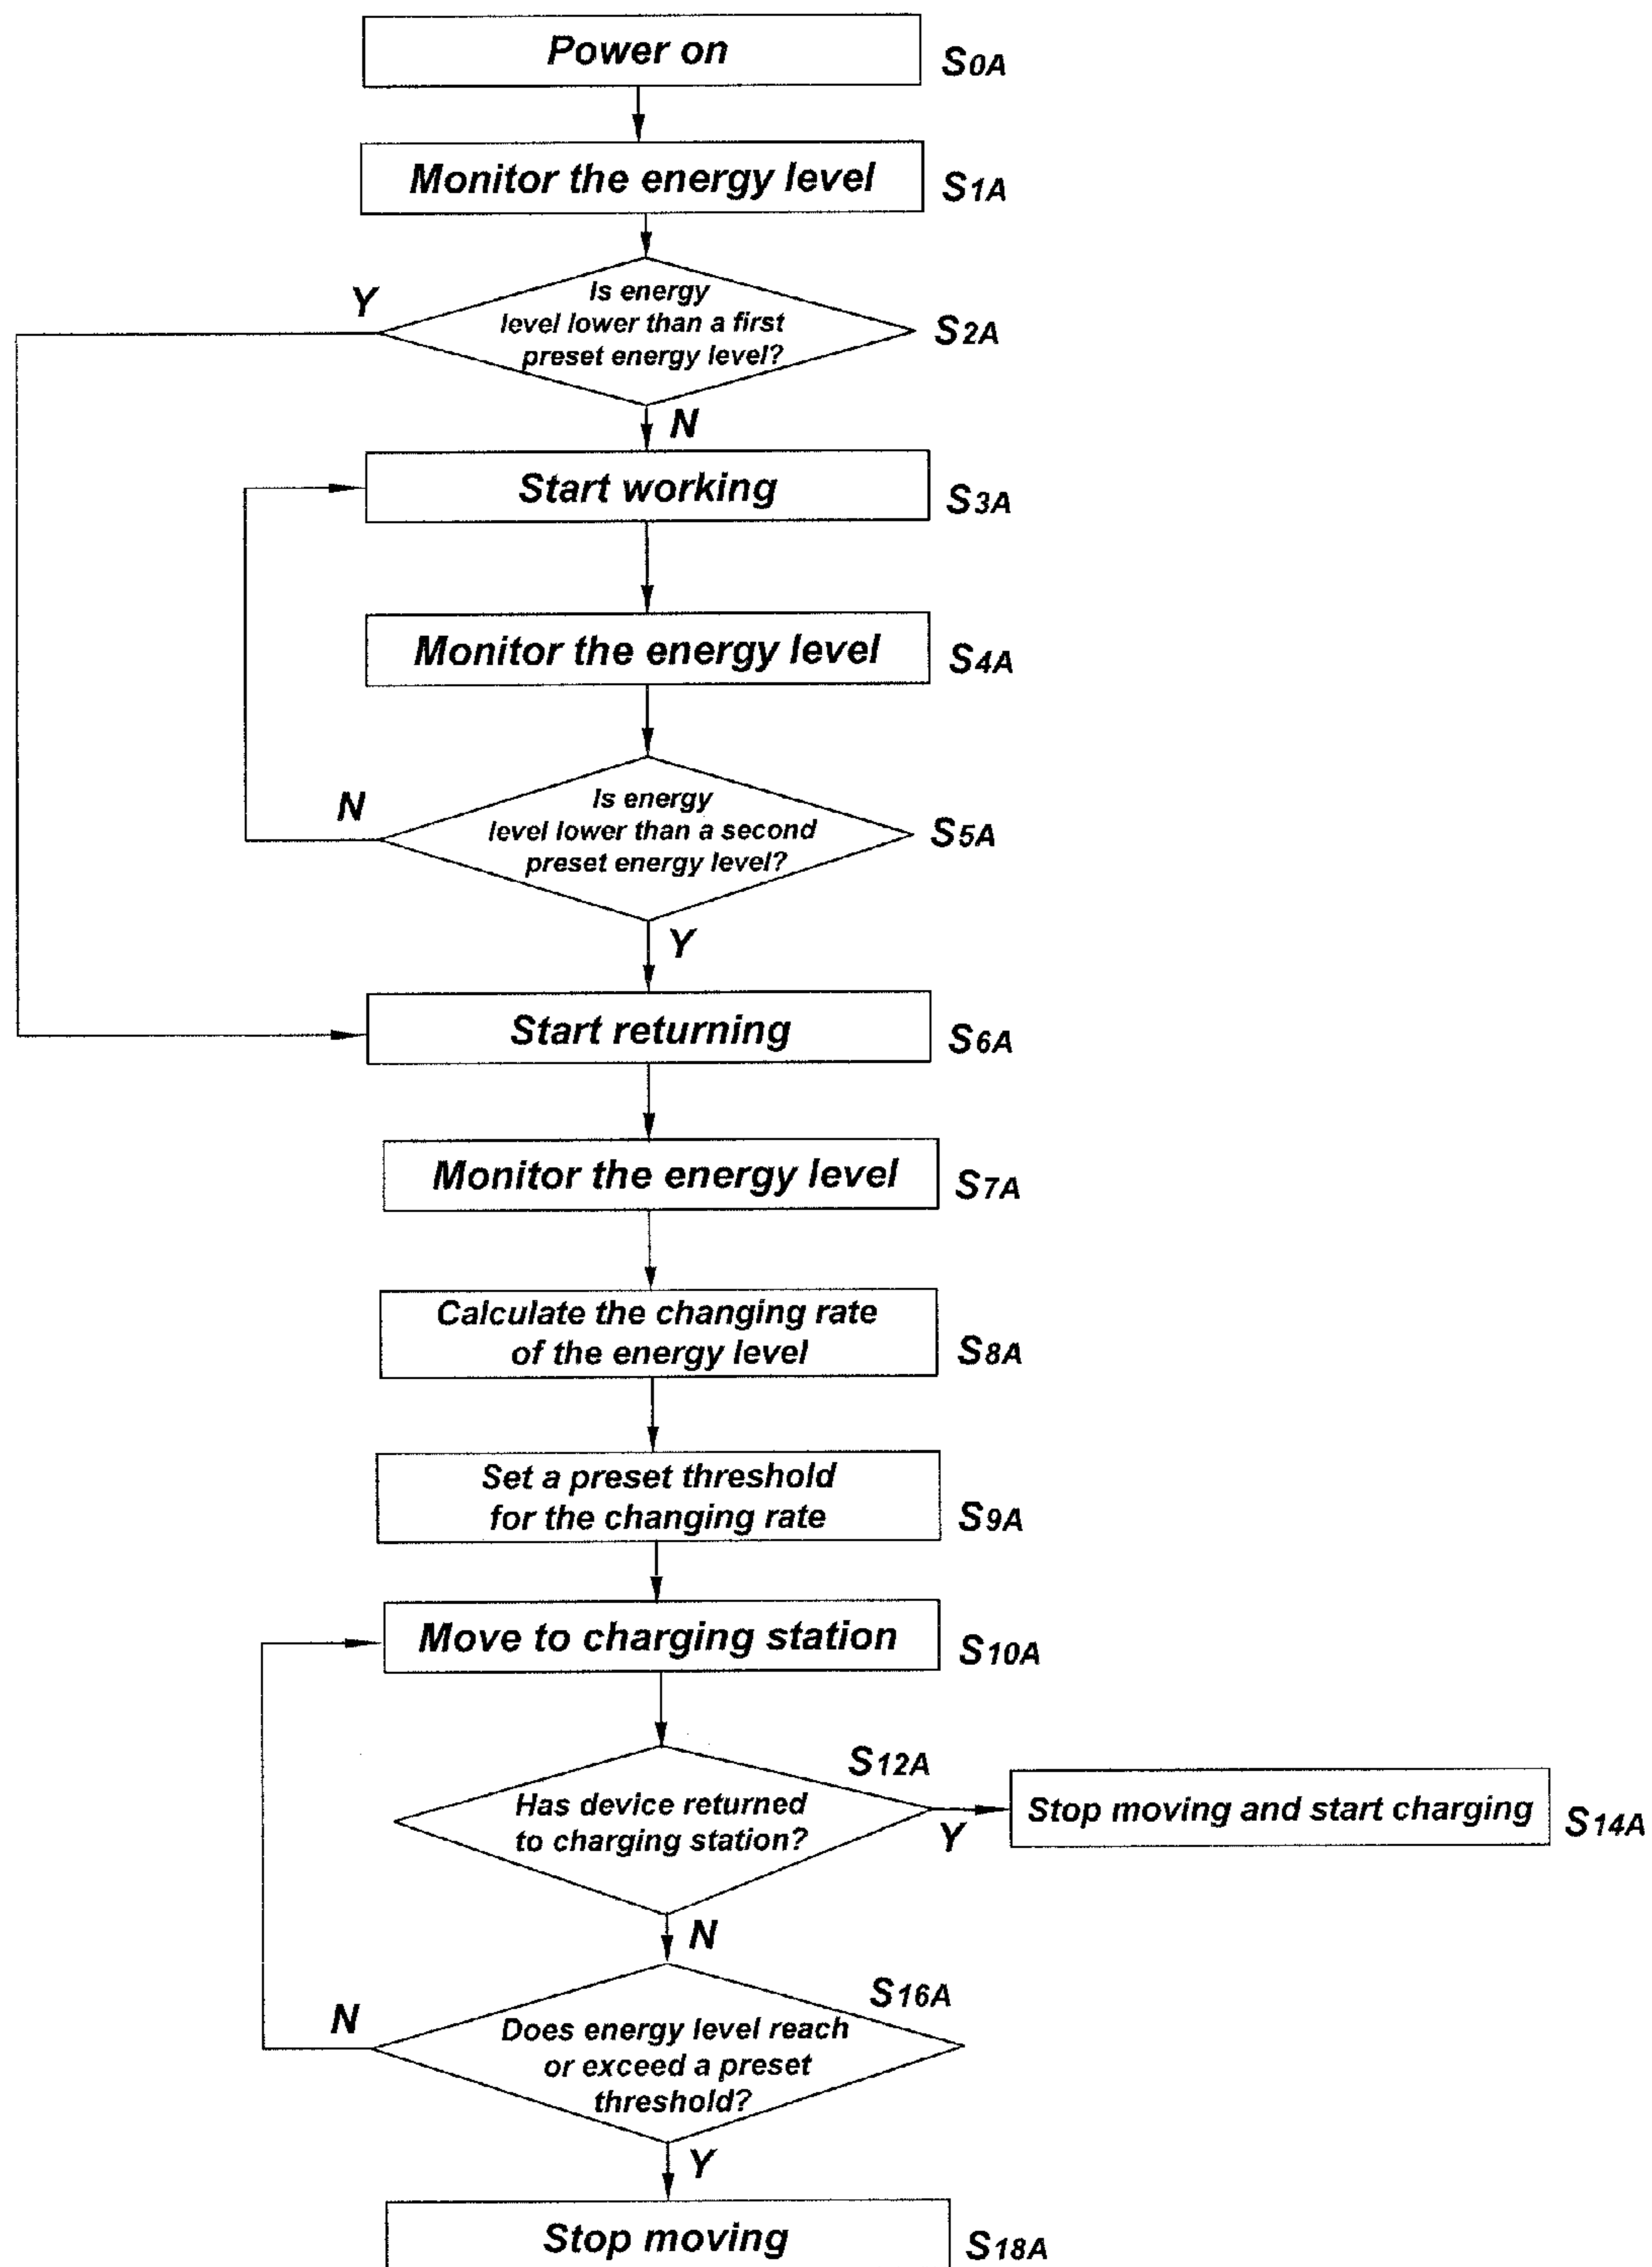 Power on
S0A
Monitor the energy level
S1A
Y
Is energy
level lower than a first
preset energy level?
S2A
N
Start working
S3A
Monitor the energy level
S4A
N
Is energy
level lower than a second
preset energy level?
S5A
Y
Start returning
S6A
Monitor the energy level
S7A
Calculate the changing rate
of the energy level
S8A
Set a preset threshold
for the changing rate
S9A
Move to charging station
S10A
S12A
Has device returned
to charging station?
Y
Stop moving and start charging
S14A
N
S16A
N
Does energy level reach
or exceed a preset
threshold?
Y
Stop moving
S18A